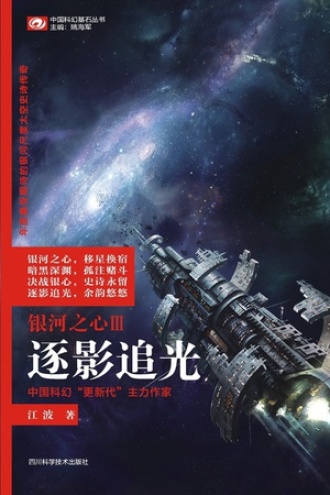 中国科幻基石丛书
主编：姚海军
银河之心，移星换宿
暗黑深渊，孤注赌斗
决战银心，史诗永留
逐影追光，余韵悠悠
银河之心Ⅲ
逐影追光
中国科幻“更新代”主力作家
江波 著
四川科学技术出版社